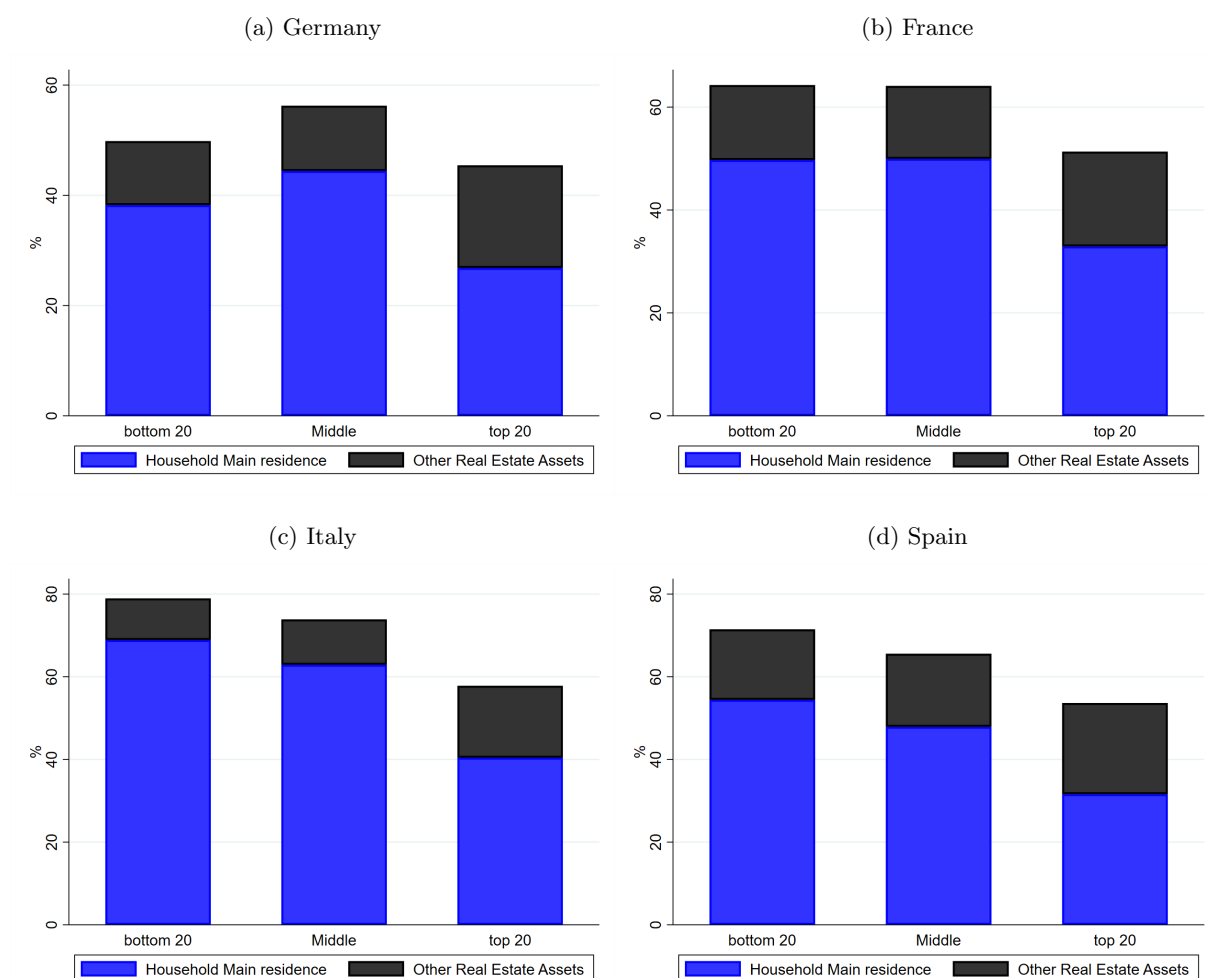 (a) Germany
60
40
20
0
%
bottom 20 Middle top 20
Household Main residence Other Real Estate Assets
(b) France
60
40
20
0
%
bottom 20 Middle top 20
Household Main residence Other Real Estate Assets
(c) Italy
80
60
40
20
0
%
bottom 20 Middle top 20
Household Main residence Other Real Estate Assets
(d) Spain
80
60
40
20
0
%
bottom 20 Middle top 20
Household Main residence Other Real Estate Assets